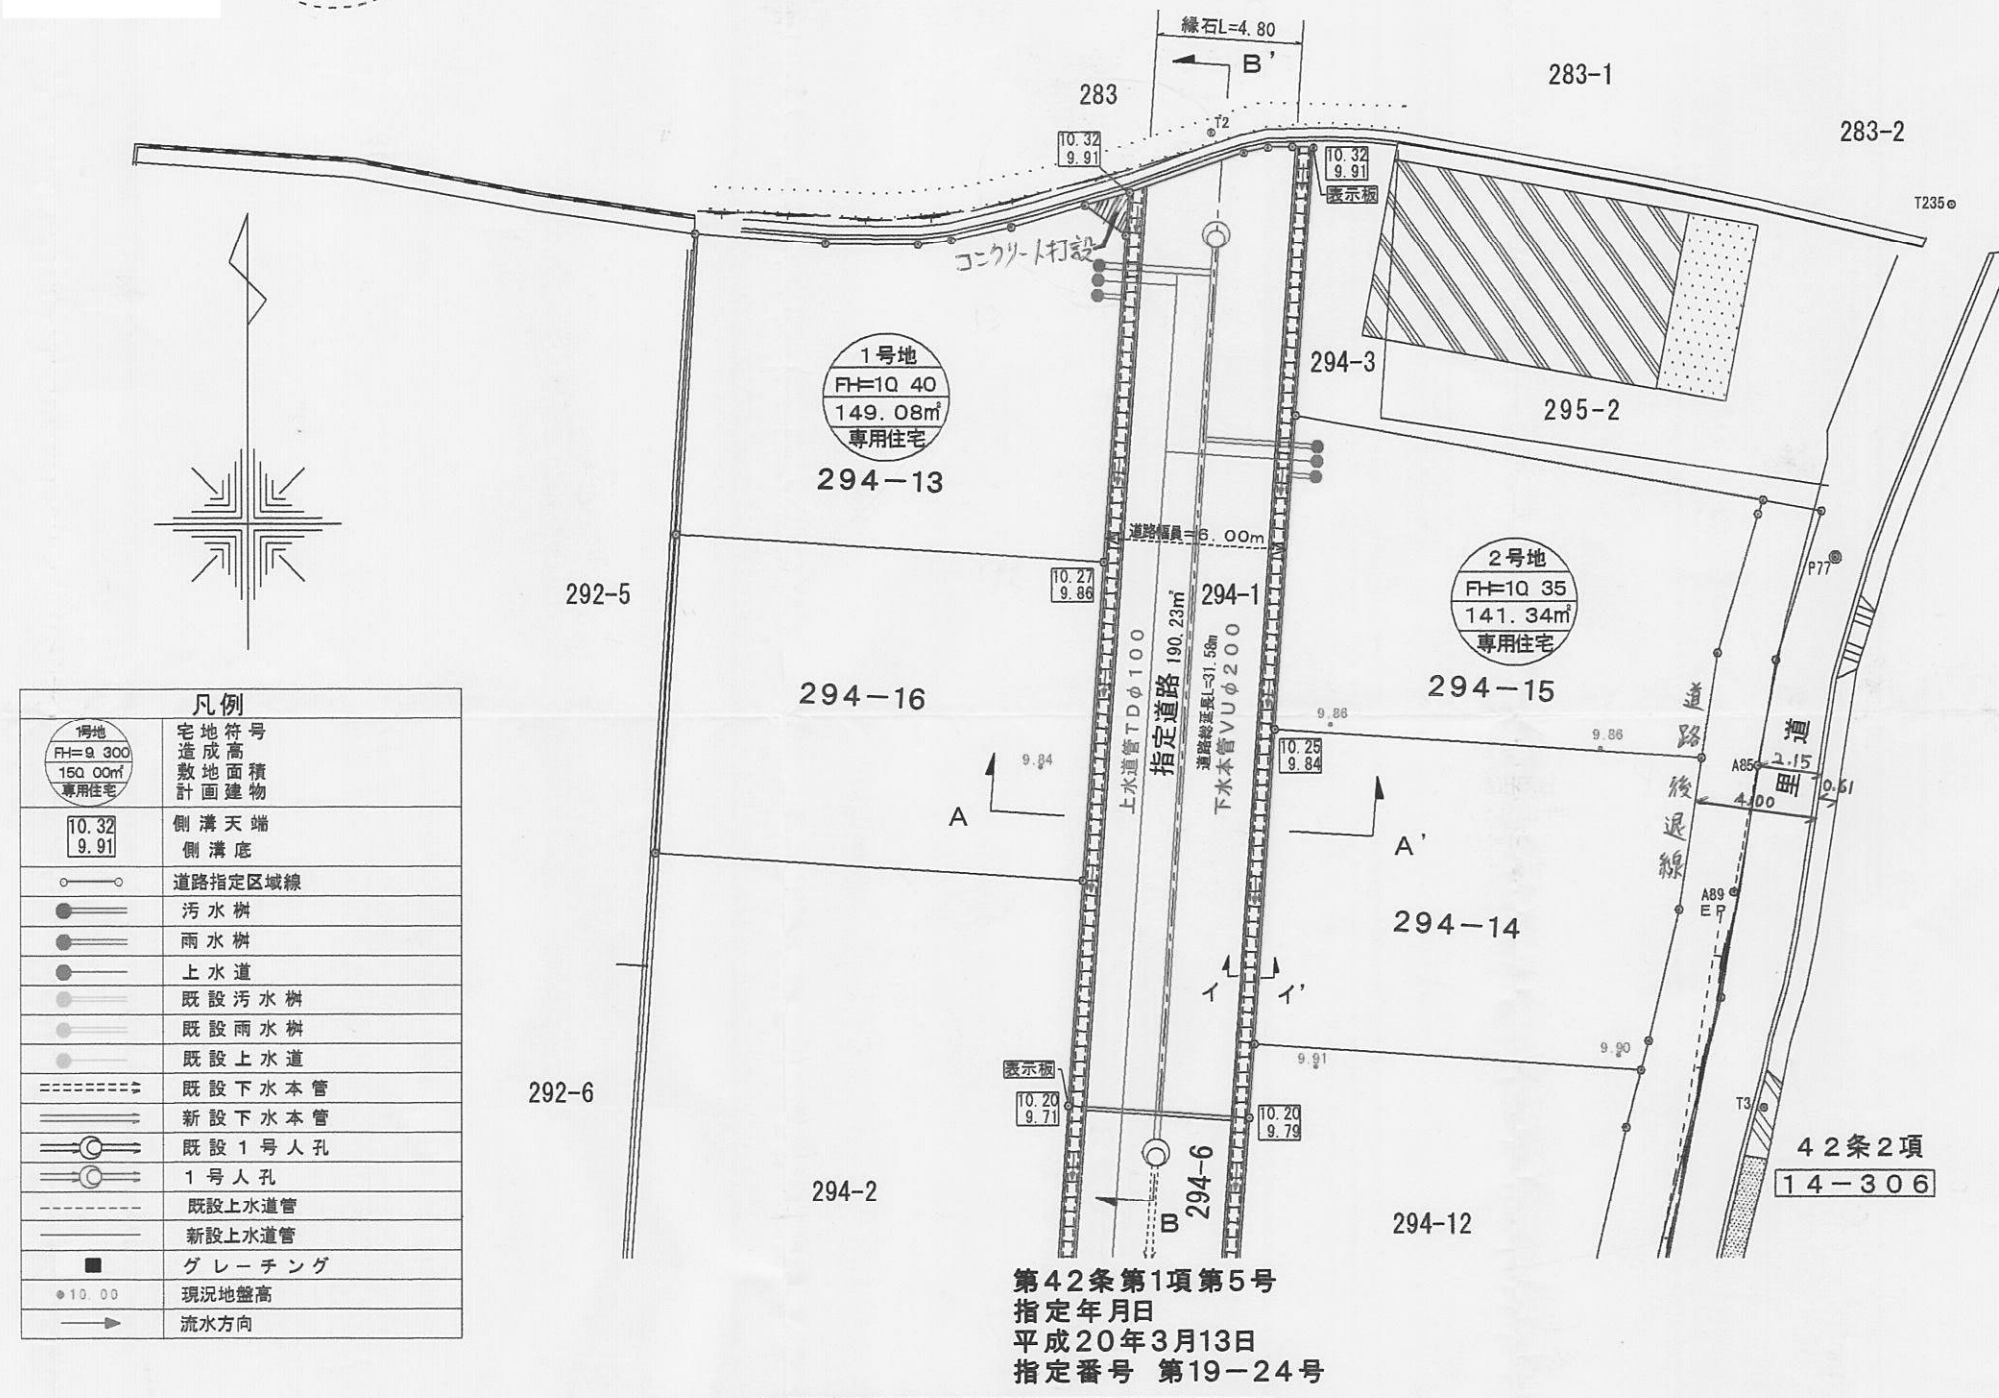 縁石L=4.80
B'
283
283-1
283-2
T2
10.32
9.91
10.32
9.91
表示板
T235
コンクリート打設
1号地
FH=10.40
149.08㎡
専用住宅
294-13
294-3
295-2
道路幅員=6.00m
292-5
10.27
9.86
294-1
2号地
FH=10.35
141.34㎡
専用住宅
294-15
P77
294-16
上水道管TDφ100
指定道路 190.23㎡
道路総延長L=31.58m
下水本管VUφ200
9.84
9.86
9.86
10.25
9.84
道路後退線
里道
A85
2.15
0.61
4.00
A
A'
A89
EP
294-14
イ
イ'
9.91
9.90
292-6
表示板
10.20
9.71
10.20
9.79
T3
294-2
294-6
B
294-12
42条2項
14-306
第42条第1項第5号
指定年月日
平成20年3月13日
指定番号 第19-24号
凡例
1号地
FH=9.300
150.00㎡
専用住宅
宅地符号
造成高
敷地面積
計画建物
10.32
9.91
側溝天端
側溝底
道路指定区域線
汚水桝
雨水桝
上水道
既設汚水桝
既設雨水桝
既設上水道
既設下水本管
新設下水本管
既設1号人孔
1号人孔
既設上水道管
新設上水道管
グレーチング
10.00
現況地盤高
流水方向